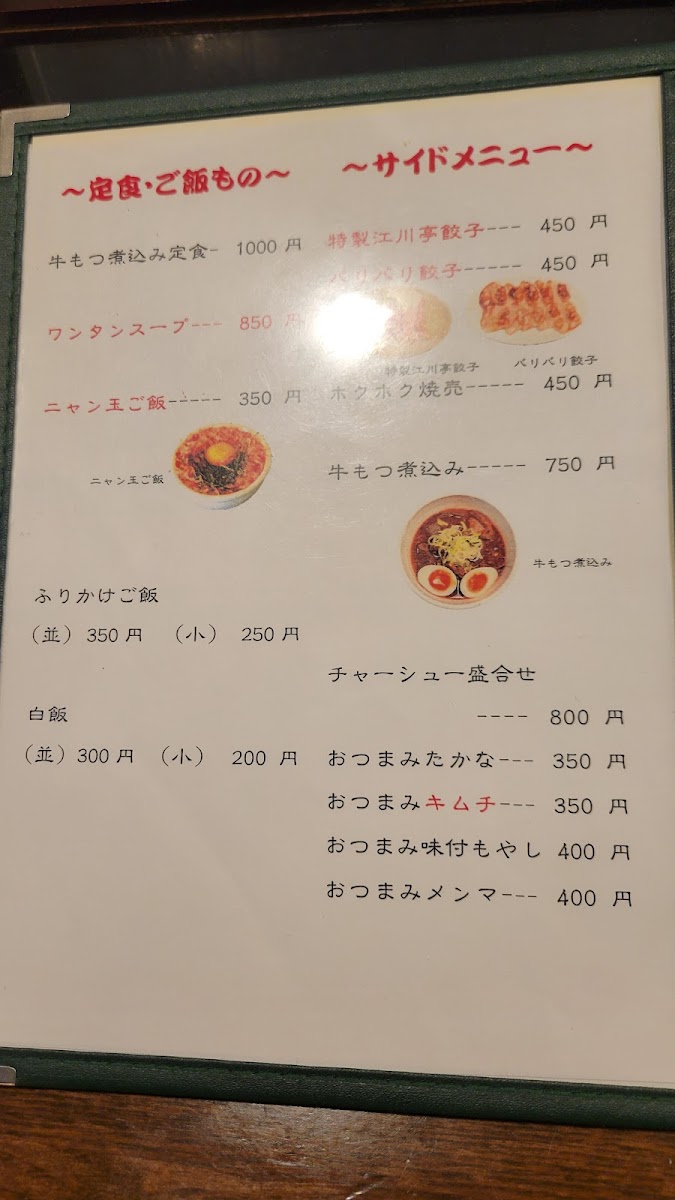 ～定食・ご飯もの～
牛もつ煮込み定食- 1000 円
ワンタンスープ--- 850 円
ニャン玉ご飯----- 350 円
ニャン玉ご飯
ふりかけご飯
（並）350 円 （小） 250 円
白飯
（並）300 円 （小） 200 円
～サイドメニュー～
特製江川亭餃子--- 450 円
パリパリ餃子----- 450 円
特製江川亭餃子 パリパリ餃子
ホクホク焼売----- 450 円
牛もつ煮込み----- 750 円
牛もつ煮込み
チャーシュー盛合せ
---- 800 円
おつまみたかな--- 350 円
おつまみキムチ--- 350 円
おつまみ味付もやし 400 円
おつまみメンマ--- 400 円